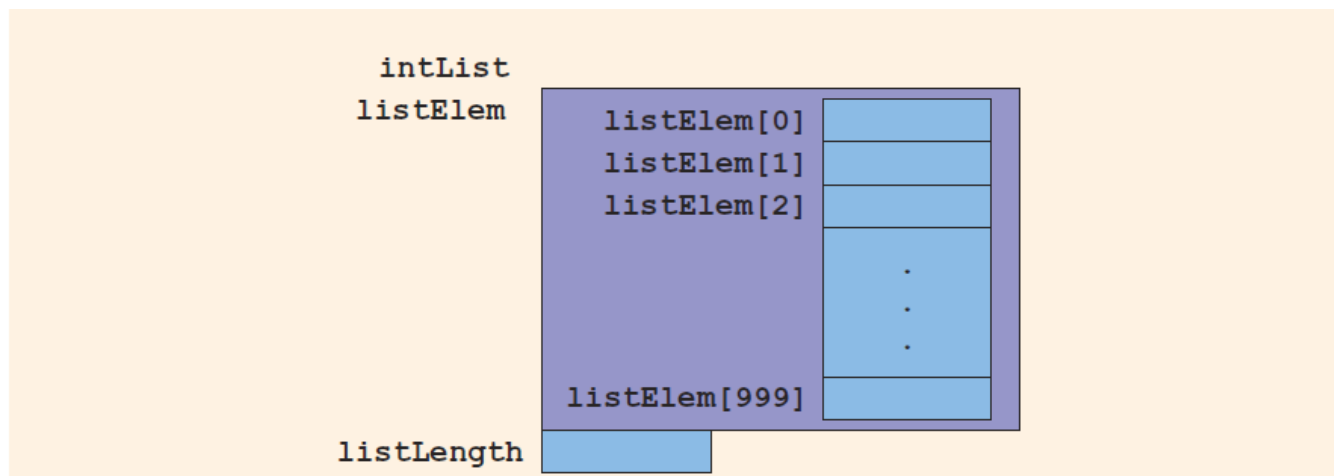 intList
listElem
listElem[0]
listElem[1]
listElem[2]
.
.
.
listElem[999]
listLength